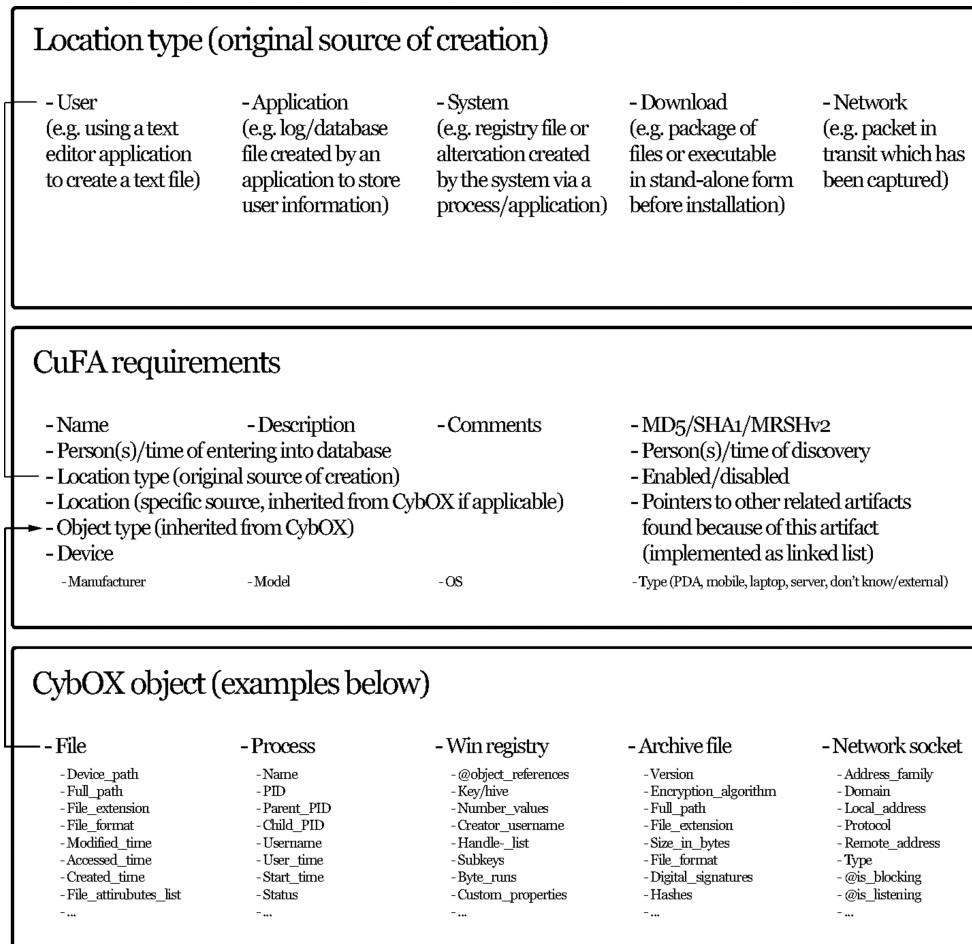 Location type (original source of creation)
- User
(e.g. using a text
editor application
to create a text file)
- Application
(e.g. log/database
file created by an
application to store
user information)
- System
(e.g. registry file or
altercation created
by the system via a
process/application)
- Download
(e.g. package of
files or executable
in stand-alone form
before installation)
- Network
(e.g. packet in
transit which has
been captured)
CuFA requirements
- Name
- Description
- Comments
- MD5/SHA1/MRSHv2
- Person(s)/time of entering into database
- Person(s)/time of discovery
- Location type (original source of creation)
- Enabled/disabled
- Location (specific source, inherited from CybOX if applicable)
- Pointers to other related artifacts
found because of this artifact
(implemented as linked list)
- Object type (inherited from CybOX)
- Device
- Manufacturer
- Model
- OS
- Type (PDA, mobile, laptop, server, don't know/external)
CybOX object (examples below)
- File
- Device_path
- Full_path
- File_extension
- File_format
- Modified_time
- Accessed_time
- Created_time
- File_attirubutes_list
- ...
- Process
- Name
- PID
- Parent_PID
- Child_PID
- Username
- User_time
- Start_time
- Status
- ...
- Win registry
- @object_references
- Key/hive
- Number_values
- Creator_username
- Handle-_list
- Subkeys
- Byte_runs
- Custom_properties
- ...
- Archive file
- Version
- Encryption_algorithm
- Full_path
- File_extension
- Size_in_bytes
- File_format
- Digital_signatures
- Hashes
- ...
- Network socket
- Address_family
- Domain
- Local_address
- Protocol
- Remote_address
- Type
- @is_blocking
- @is_listening
- ...